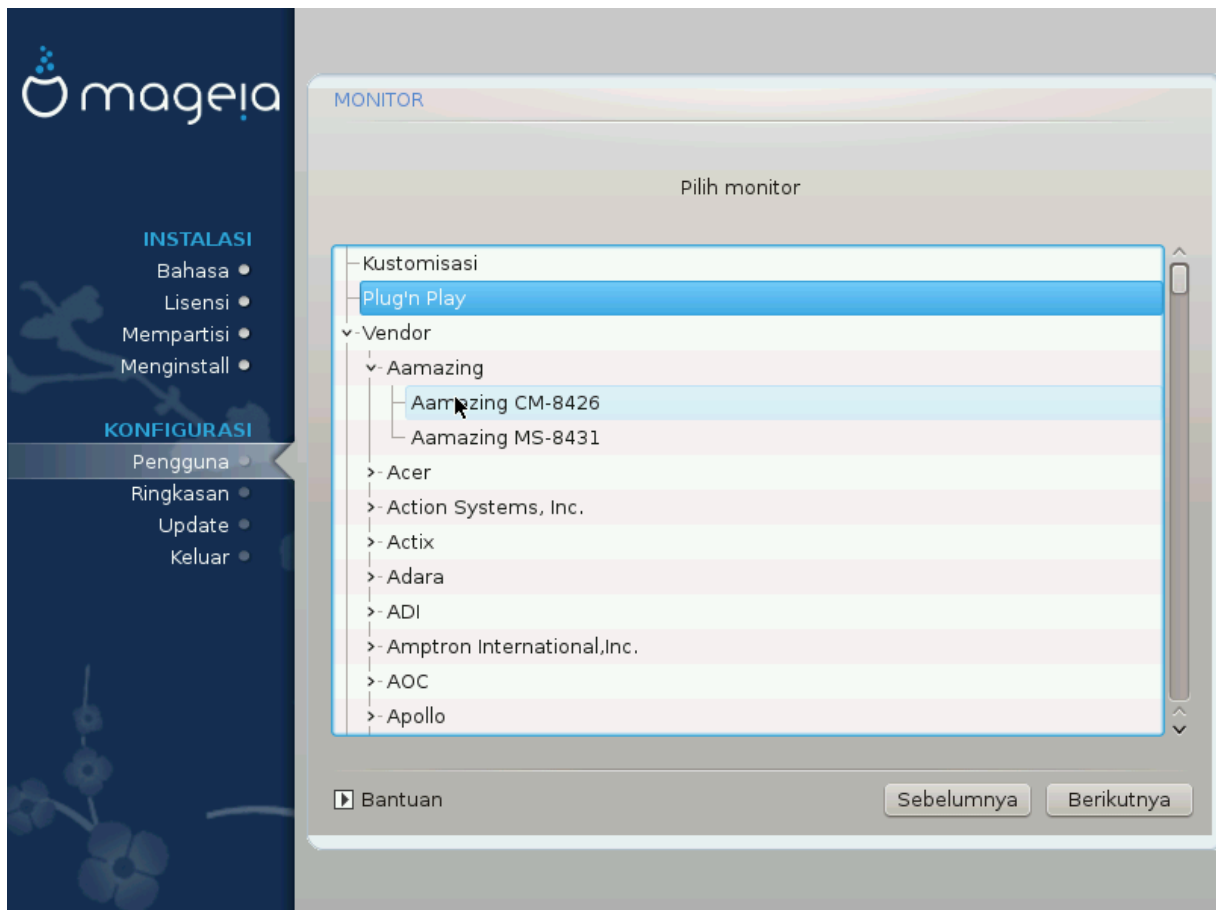 mageia
INSTALASI
Bahasa
Lisensi
Mempartisi
Menginstall
KONFIGURASI
Pengguna
Ringkasan
Update
Keluar
MONITOR
Pilih monitor
Kustomisasi
Plug'n Play
Vendor
Aamazing
Aamazing CM-8426
Aamazing MS-8431
Acer
Action Systems, Inc.
Actix
Adara
ADI
Amptron International,Inc.
AOC
Apollo
Bantuan
Sebelumnya
Berikutnya